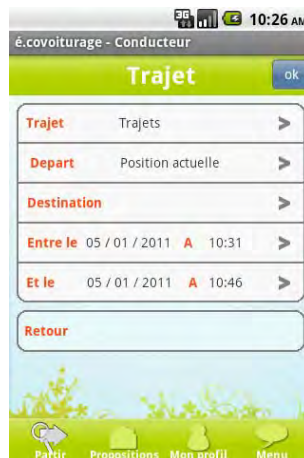 3G 10:26 AM
é.covoiturage - Conducteur
Trajet ok
Trajet Trajets >
Depart Position actuelle >
Destination >
Entre le 05 / 01 / 2011 A 10:31 >
Et le 05 / 01 / 2011 A 10:46 >
Retour
Partir Propositions Mon profil Menu